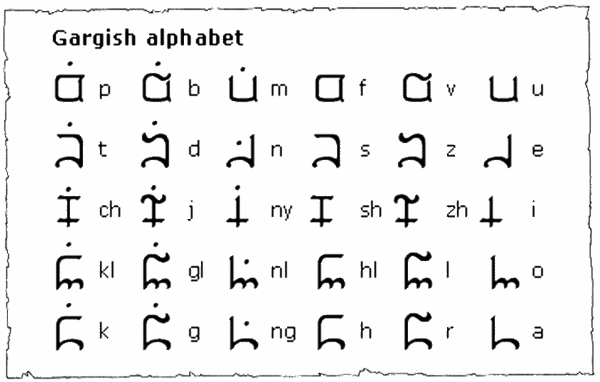 Gargish alphabet
p b m f v u
t d n s z e
ch j ny sh zh i
kl gl nl hl l o
k g ng h r a